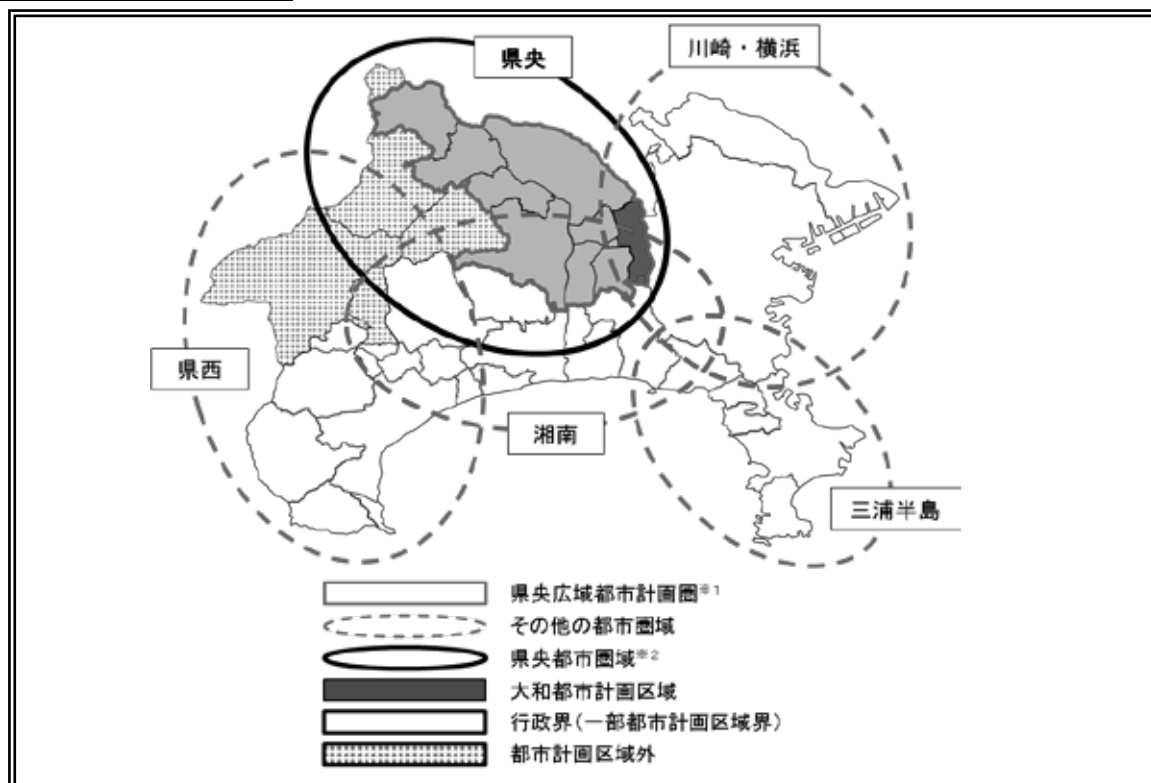 県央
川崎・横浜
県西
湘南
三浦半島
県央広域都市計画圏※1
その他の都市圏域
県央都市圏域※2
大和都市計画区域
行政界(一部都市計画区域界)
都市計画区域外